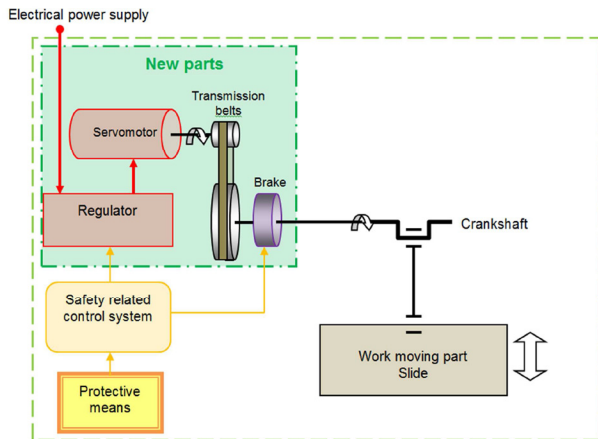 Electrical power supply
New parts
Transmission
belts
Servomotor
Brake
Regulator
Crankshaft
Safety related
control system
Work moving part
Slide
Protective
means